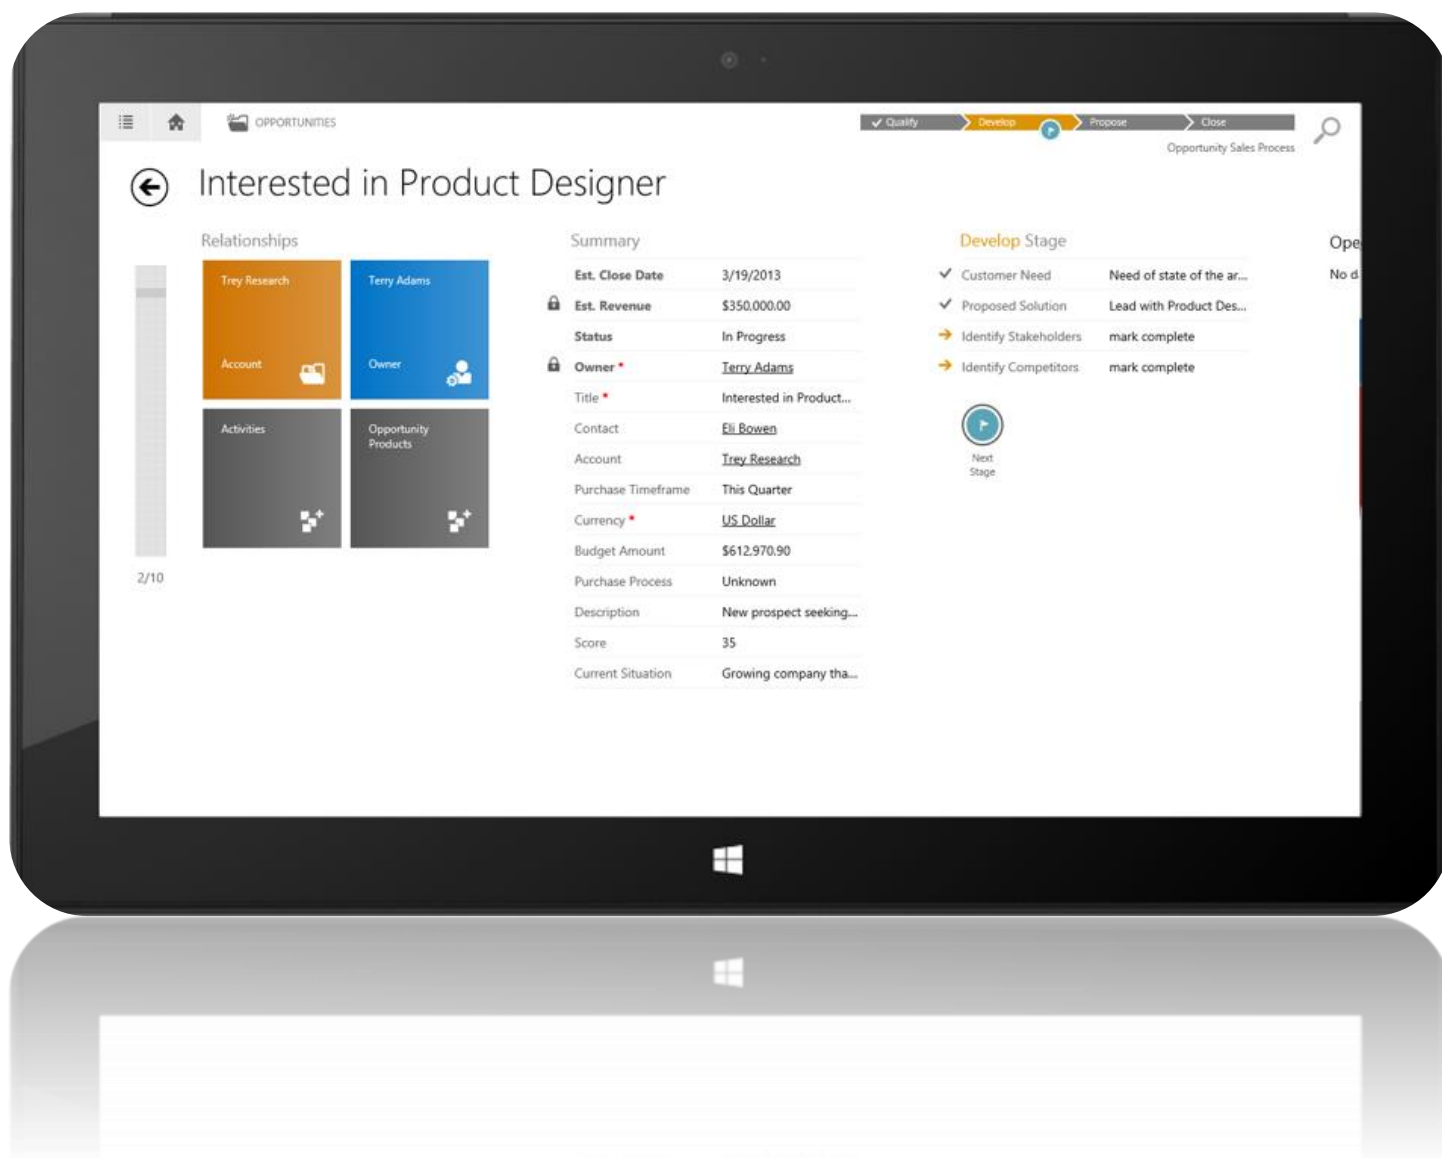 OPPORTUNITIES
Qualify Develop Propose Close
Opportunity Sales Process
Interested in Product Designer
Relationships
Trey Research
Account
Terry Adams
Owner
Activities
Opportunity
Products
2/10
Summary
Est. Close Date 3/19/2013
Est. Revenue $350,000.00
Status In Progress
Owner * Terry Adams
Title * Interested in Product...
Contact Eli Bowen
Account Trey Research
Purchase Timeframe This Quarter
Currency * US Dollar
Budget Amount $612,970.90
Purchase Process Unknown
Description New prospect seeking...
Score 35
Current Situation Growing company tha...
Develop Stage
Customer Need Need of state of the ar...
Proposed Solution Lead with Product Des...
Identify Stakeholders mark complete
Identify Competitors mark complete
Next
Stage
Ope
No d